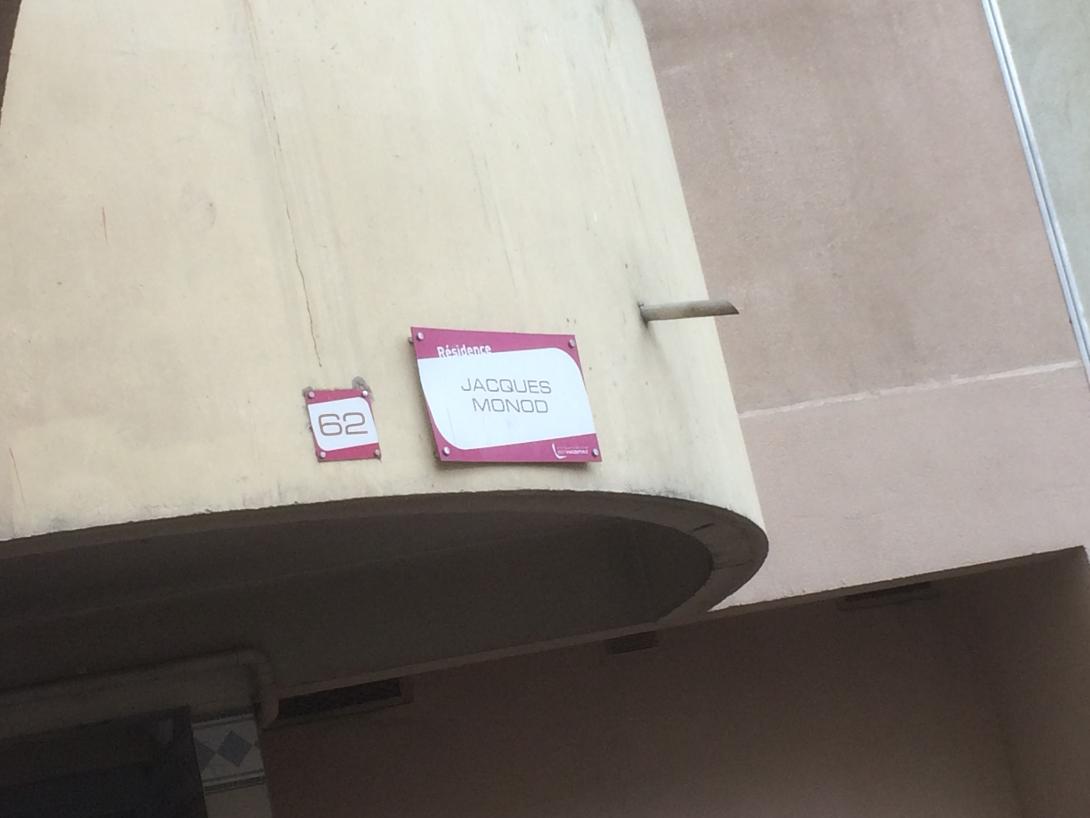 62
Résidence
JACQUES
MONOD